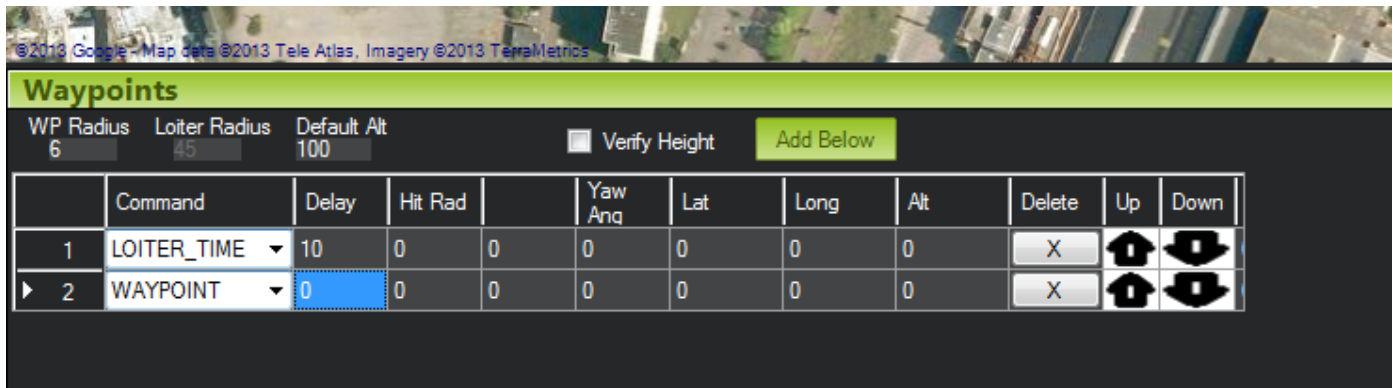 ©2013 Google - Map data ©2013 Tele Atlas, Imagery ©2013 TerraMetrics
Waypoints
WP Radius Loiter Radius Default Alt
6 45 100 Verify Height Add Below
Command Delay Hit Rad Yaw Ang Lat Long Alt Delete Up Down
1 LOITER_TIME 10 0 0 0 0 0 0 X
2 WAYPOINT 0 0 0 0 0 0 0 X